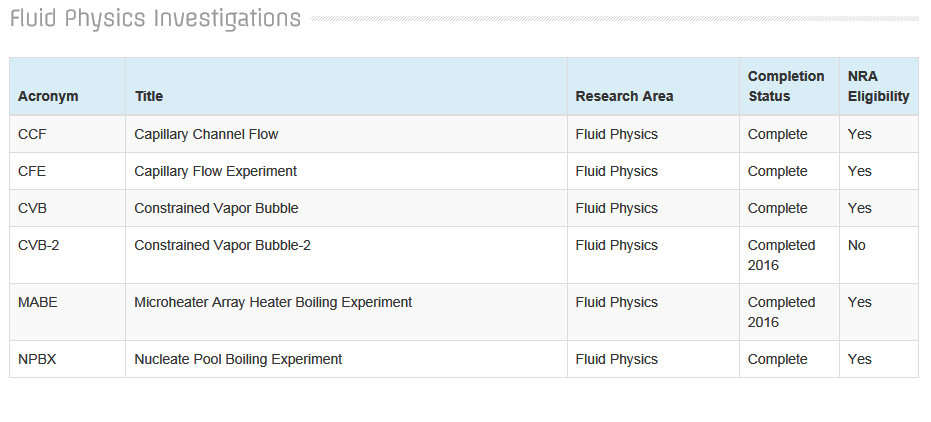 Fluid Physics Investigations
Acronym Title Research Area Completion Status NRA Eligibility
CCF Capillary Channel Flow Fluid Physics Complete Yes
CFE Capillary Flow Experiment Fluid Physics Complete Yes
CVB Constrained Vapor Bubble Fluid Physics Complete Yes
CVB-2 Constrained Vapor Bubble-2 Fluid Physics Completed 2016 No
MABE Microheater Array Heater Boiling Experiment Fluid Physics Completed 2016 Yes
NPBX Nucleate Pool Boiling Experiment Fluid Physics Complete Yes